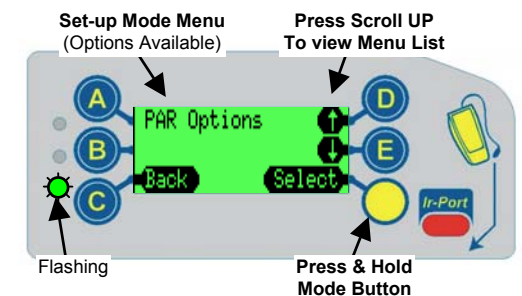 Set-up Mode Menu
(Options Available)
Press Scroll UP
To view Menu List
A
B
C
PAR Options
Back
Select
D
E
Ir-Port
Flashing
Press & Hold
Mode Button